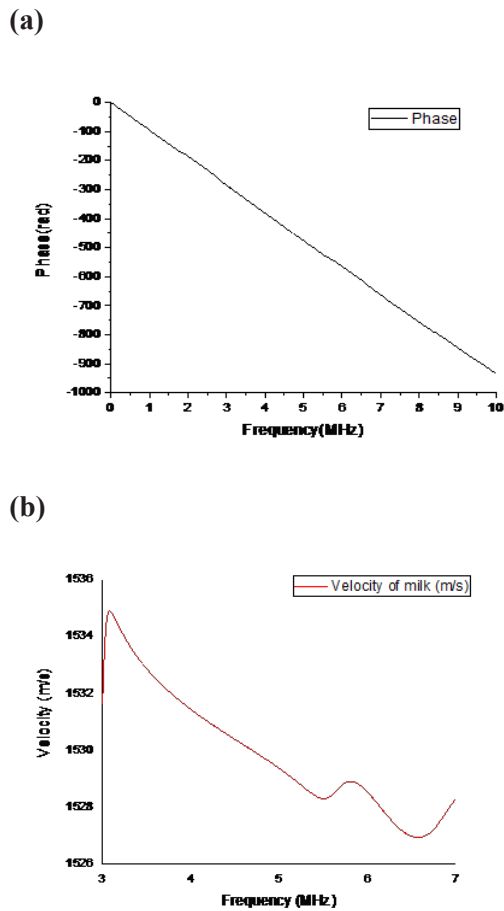 (a)
Phase
0
-100
-200
-300
-400
-500
-600
-700
-800
-900
-1000
Phase(rad)
0 1 2 3 4 5 6 7 8 9 10
Frequency(MHz)
(b)
Velocity of milk (m/s)
1536
1534
1532
1530
1528
1526
Velocity (m/s)
3 4 5 6 7
Frequency (MHz)